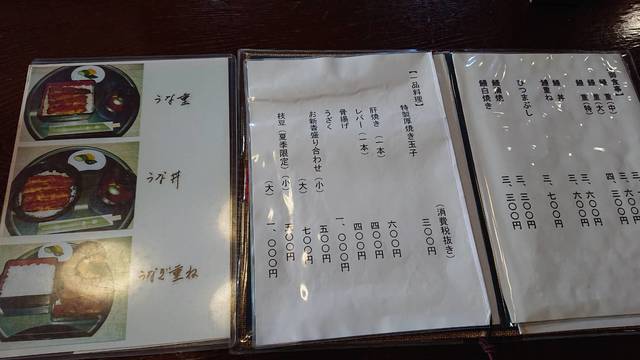 うな重
うな丼
うなぎ重ね
【一品料理】 (消費税抜き)
特製厚焼き玉子 三〇〇円
肝焼き(一本) 六〇〇円
レバー(一本) 四〇〇円
骨揚げ 四〇〇円
うざく 一、〇〇〇円
お新香盛り合わせ(小) 五〇〇円
(大) 七〇〇円
枝豆(夏季限定)(小) 五〇〇円
(大) 一、〇〇〇円
重(中)
重(大)
鰻丼
鰻重ね
ひつまぶし 三、七〇〇円
鰻蒲焼 三、三〇〇円
鰻白焼き 三、三〇〇円